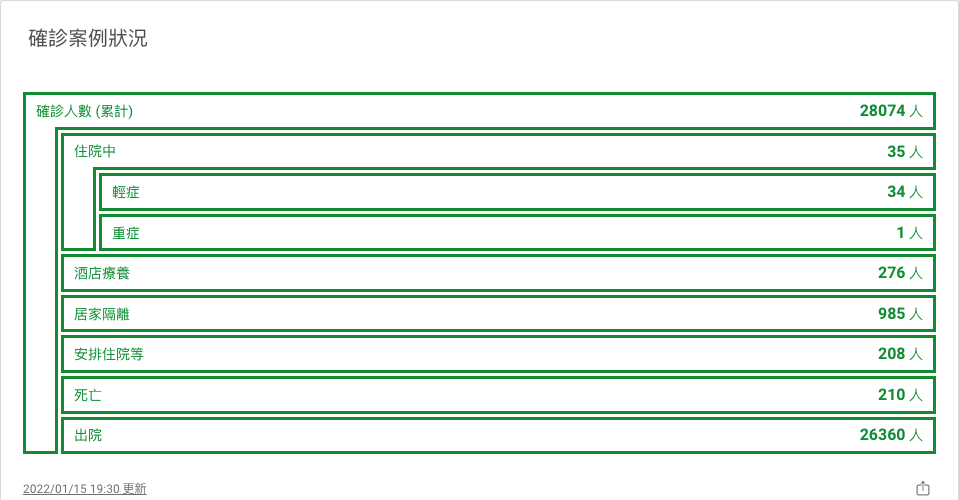 確診案例狀況
確診人數 (累計) 28074 人
住院中 35 人
輕症 34 人
重症 1 人
酒店療養 276 人
居家隔離 985 人
安排住院等 208 人
死亡 210 人
出院 26360 人
2022/01/15 19:30 更新